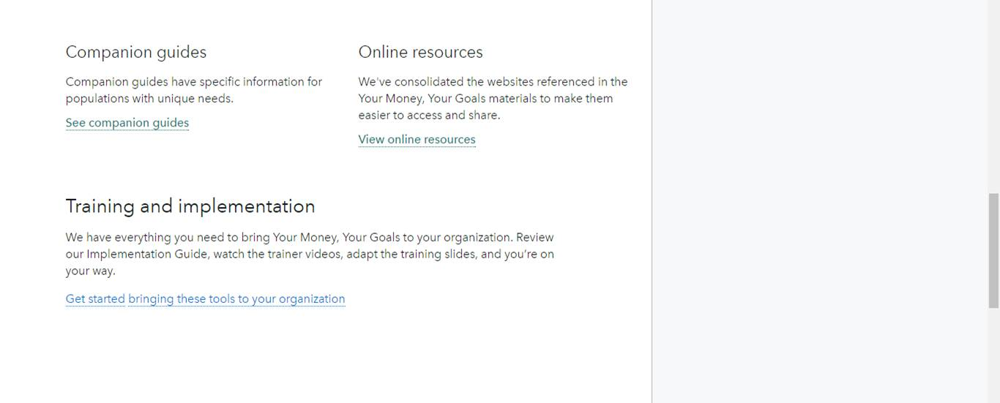 Companion guides
Companion guides have specific information for
populations with unique needs.
See companion guides
Online resources
We've consolidated the websites referenced in the
Your Money, Your Goals materials to make them
easier to access and share.
View online resources
Training and implementation
We have everything you need to bring Your Money, Your Goals to your organization. Review
our Implementation Guide, watch the trainer videos, adapt the training slides, and you’re on
your way.
Get started bringing these tools to your organization